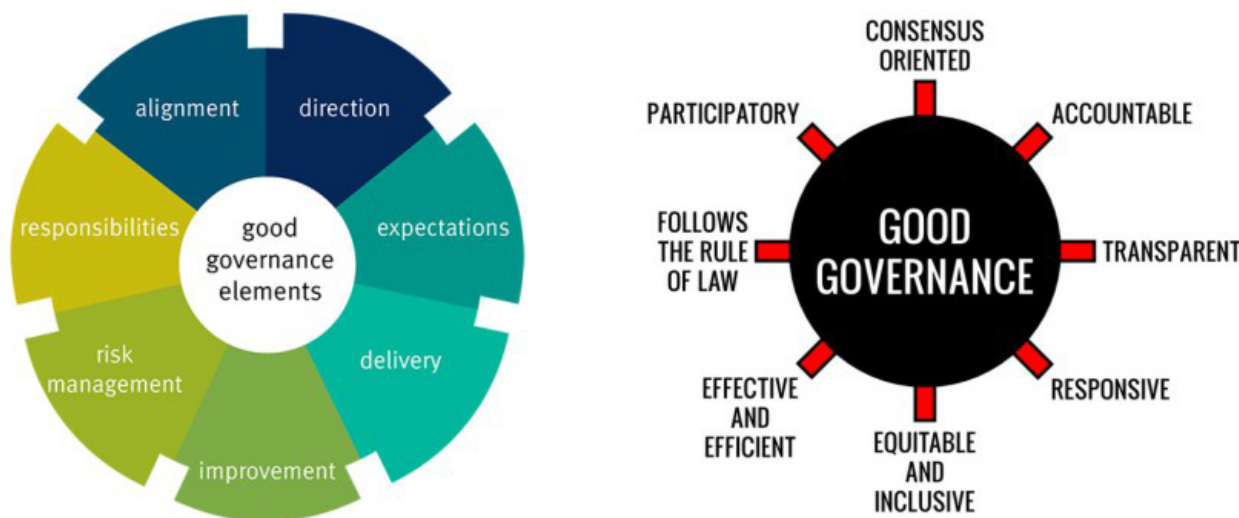 alignment
direction
responsibilities
good
governance
elements
expectations
risk
management
delivery
improvement
CONSENSUS
ORIENTED
PARTICIPATORY
ACCOUNTABLE
FOLLOWS
THE RULE
OF LAW
GOOD
GOVERNANCE
TRANSPARENT
EFFECTIVE
AND
EFFICIENT
RESPONSIVE
EQUITABLE
AND
INCLUSIVE